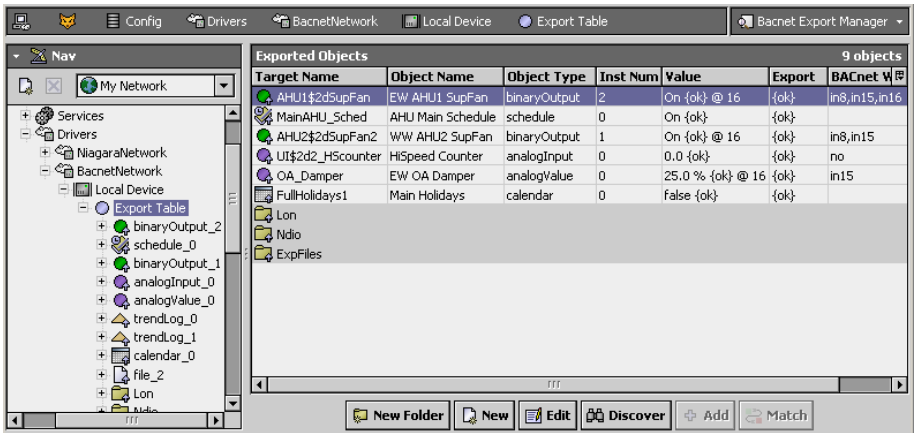 Config Drivers BacnetNetwork Local Device Export Table Bacnet Export Manager
Nav
My Network
Services
Drivers
NiagaraNetwork
BacnetNetwork
Local Device
Export Table
binaryOutput_2
schedule_0
binaryOutput_1
analogInput_0
analogValue_0
trendLog_0
trendLog_1
calendar_0
file_2
Lon
Ndio
Exported Objects 9 objects
Target Name Object Name Object Type Inst Num Value Export BACnet W
AHU1$2dSupFan EW AHU1 SupFan binaryOutput 2 On {ok} @ 16 {ok} in8,in15,in16
MainAHU_Sched AHU Main Schedule schedule 0 On {ok} {ok}
AHU2$2dSupFan2 WW AHU2 SupFan binaryOutput 1 On {ok} @ 16 {ok} in8,in15
UI$2d2_HScounter HiSpeed Counter analogInput 0 0.0 {ok} {ok} no
OA_Damper EW OA Damper analogValue 0 25.0 % {ok} @ 16 {ok} in15
FullHolidays1 Main Holidays calendar 0 false {ok} {ok}
Lon
Ndio
ExpFiles
New Folder New Edit Discover Add Match